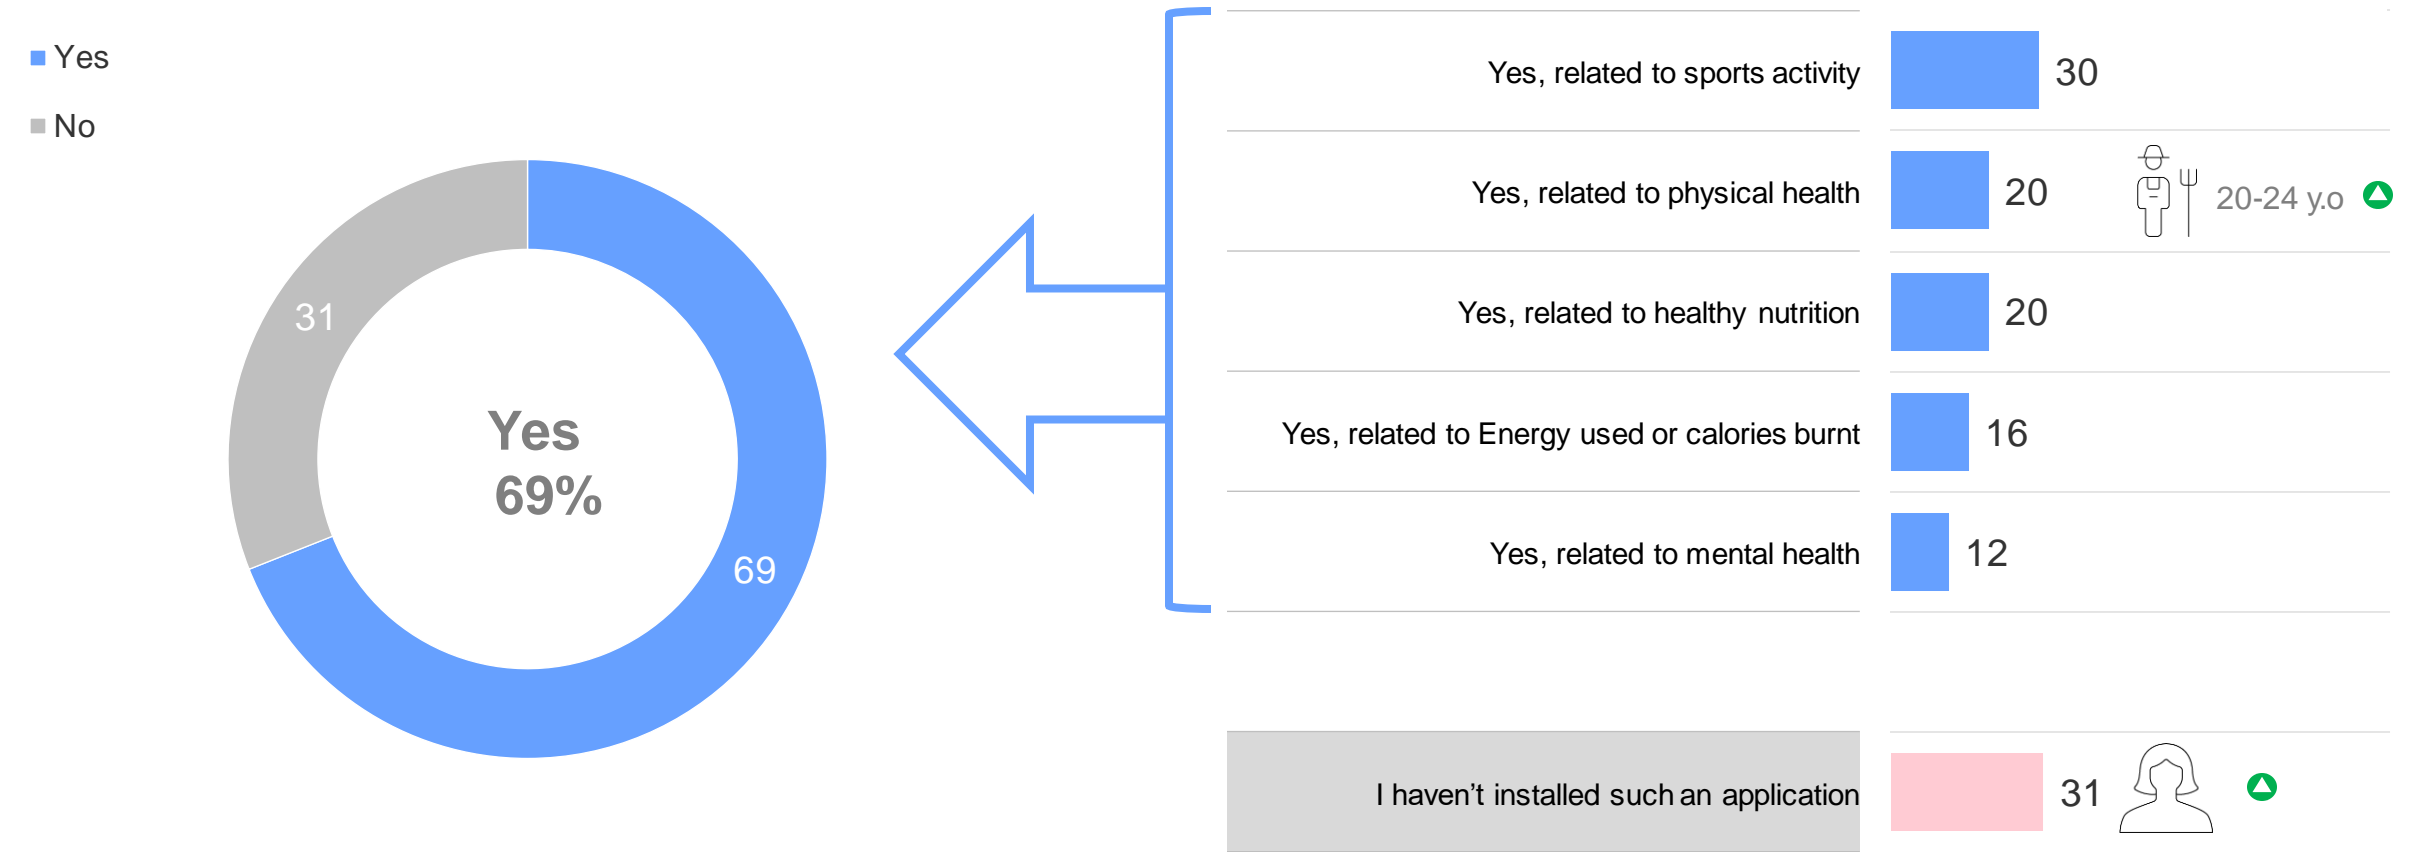 Yes
No
31
69
Yes
69%
Yes, related to sports activity
30
Yes, related to physical health
20
20-24 y.o
Yes, related to healthy nutrition
20
Yes, related to Energy used or calories burnt
16
Yes, related to mental health
12
I haven’t installed such an application
31